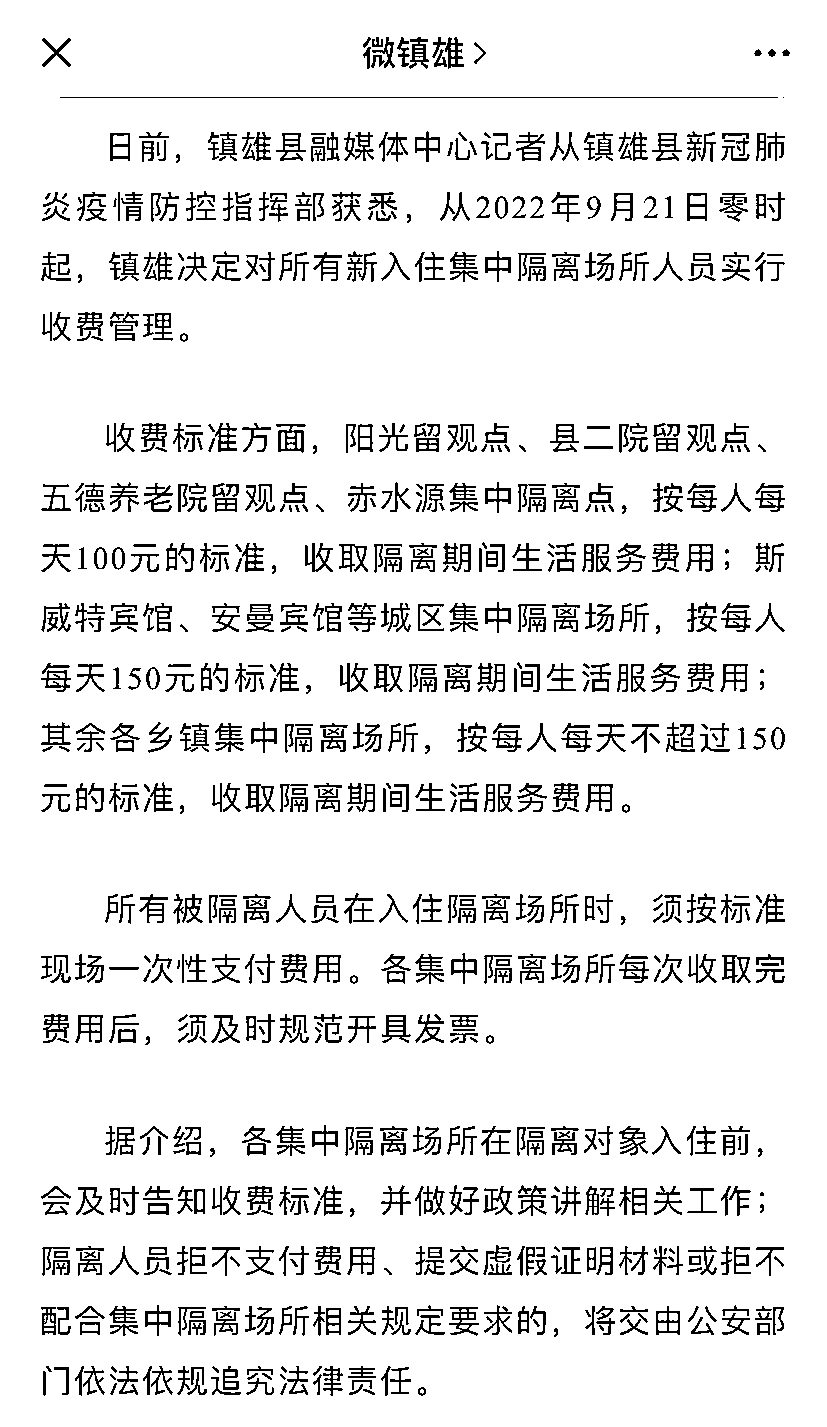 微镇雄
日前，镇雄县融媒体中心记者从镇雄县新冠肺
炎疫情防控指挥部获悉，从2022年9月21日零时
起，镇雄决定对所有新入住集中隔离场所人员实行
收费管理。
收费标准方面，阳光留观点、县二院留观点、
五德养老院留观点、赤水源集中隔离点，按每人每
天100元的标准，收取隔离期间生活服务费用；斯
威特宾馆、安曼宾馆等城区集中隔离场所，按每人
每天150元的标准，收取隔离期间生活服务费用；
其余各乡镇集中隔离场所，按每人每天不超过150
元的标准，收取隔离期间生活服务费用。
所有被隔离人员在入住隔离场所时，须按标准
现场一次性支付费用。各集中隔离场所每次收取完
费用后，须及时规范开具发票。
据介绍，各集中隔离场所在隔离对象入住前，
会及时告知收费标准，并做好政策讲解相关工作；
隔离人员拒不支付费用、提交虚假证明材料或拒不
配合集中隔离场所相关规定要求的，将交由公安部
门依法依规追究法律责任。